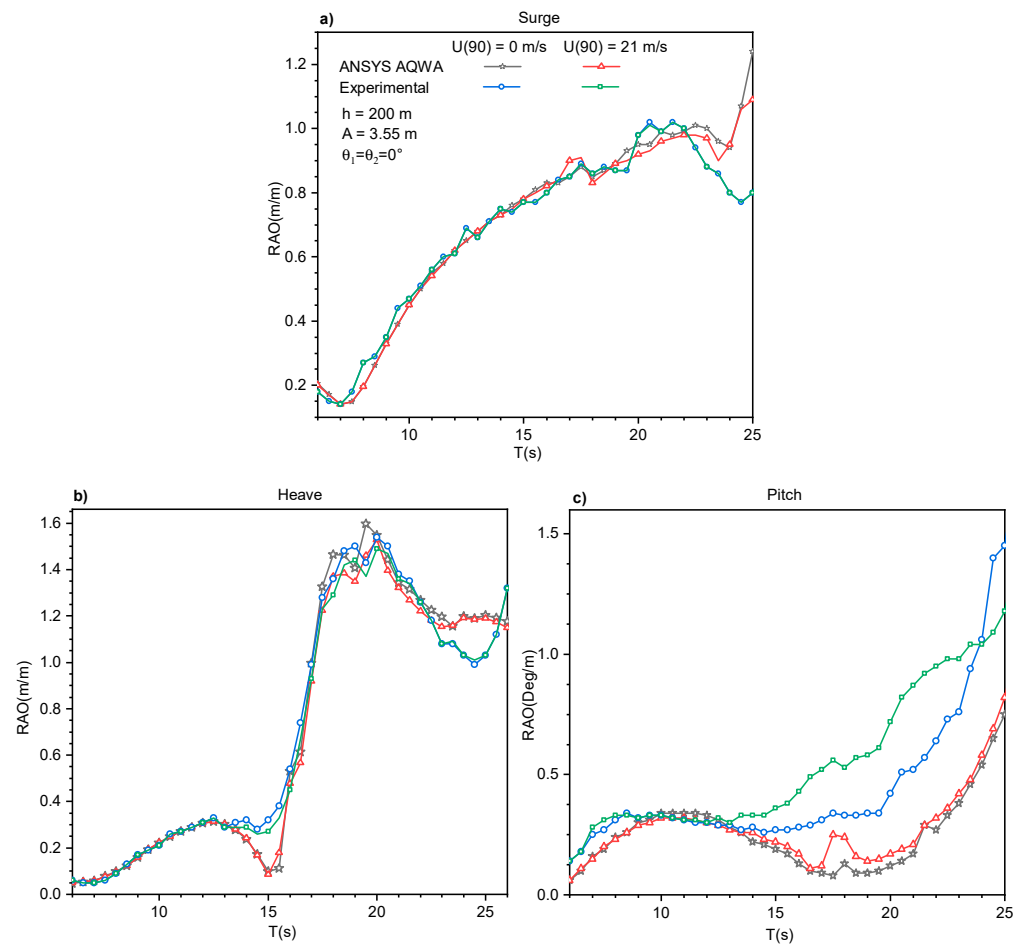 a) Surge
U(90) = 0 m/s U(90) = 21 m/s
ANSYS AQWA
Experimental
h = 200 m
A = 3.55 m
θ₁=θ₂=0°
RAO(m/m)
1.2
1.0
0.8
0.6
0.4
0.2
10 15 20 25
T(s)
b) Heave
RAO(m/m)
1.6
1.4
1.2
1.0
0.8
0.6
0.4
0.2
0.0
10 15 20 25
T(s)
c) Pitch
RAO(Deg/m)
1.5
1.0
0.5
0.0
10 15 20 25
T(s)